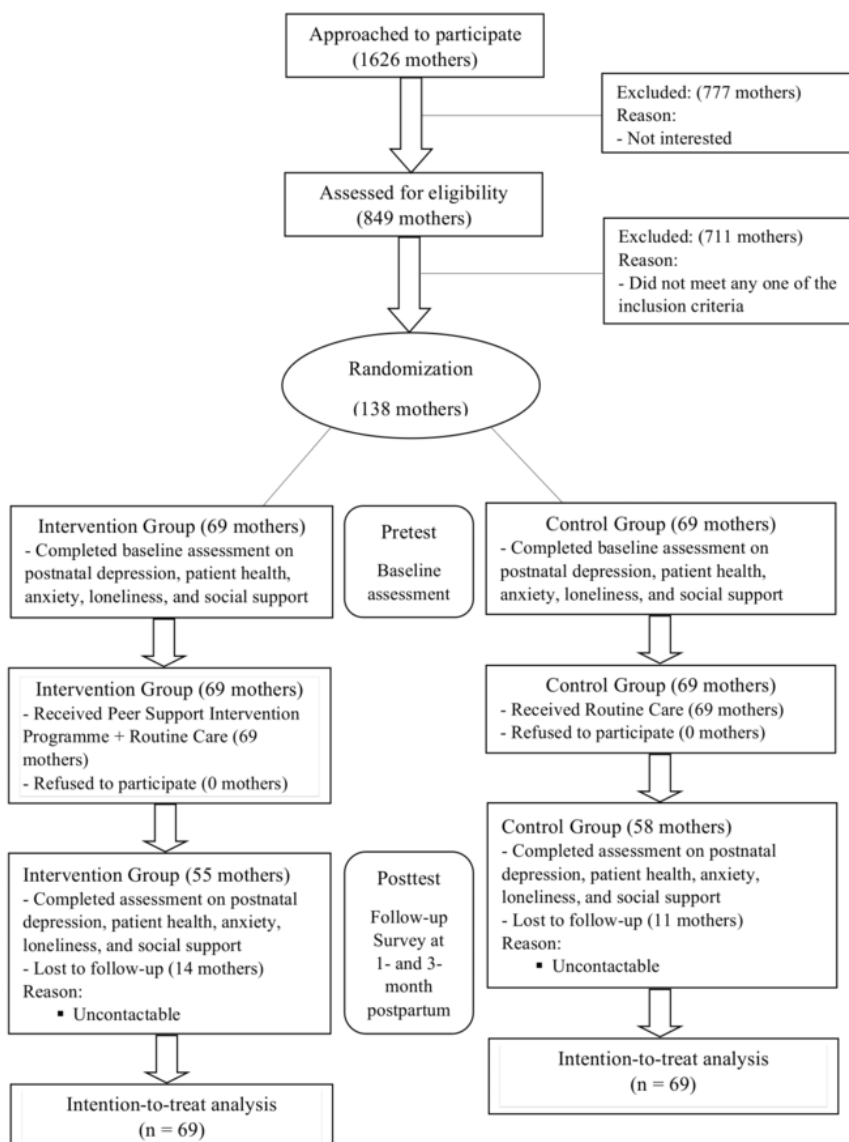 Approached to participate
(1626 mothers)
Excluded: (777 mothers)
Reason:
- Not interested
Assessed for eligibility
(849 mothers)
Excluded: (711 mothers)
Reason:
- Did not meet any one of the
inclusion criteria
Randomization
(138 mothers)
Intervention Group (69 mothers)
- Completed baseline assessment on
postnatal depression, patient health,
anxiety, loneliness, and social support
Pretest
Baseline
assessment
Control Group (69 mothers)
- Completed baseline assessment on
postnatal depression, patient health,
anxiety, loneliness, and social support
Intervention Group (69 mothers)
- Received Peer Support Intervention
Programme + Routine Care (69
mothers)
- Refused to participate (0 mothers)
Control Group (69 mothers)
- Received Routine Care (69 mothers)
- Refused to participate (0 mothers)
Intervention Group (55 mothers)
- Completed assessment on postnatal
depression, patient health, anxiety,
loneliness, and social support
- Lost to follow-up (14 mothers)
Reason:
▪ Uncontactable
Posttest
Follow-up
Survey at
1- and 3-
month
postpartum
Control Group (58 mothers)
- Completed assessment on postnatal
depression, patient health, anxiety,
loneliness, and social support
- Lost to follow-up (11 mothers)
Reason:
▪ Uncontactable
Intention-to-treat analysis
(n = 69)
Intention-to-treat analysis
(n = 69)